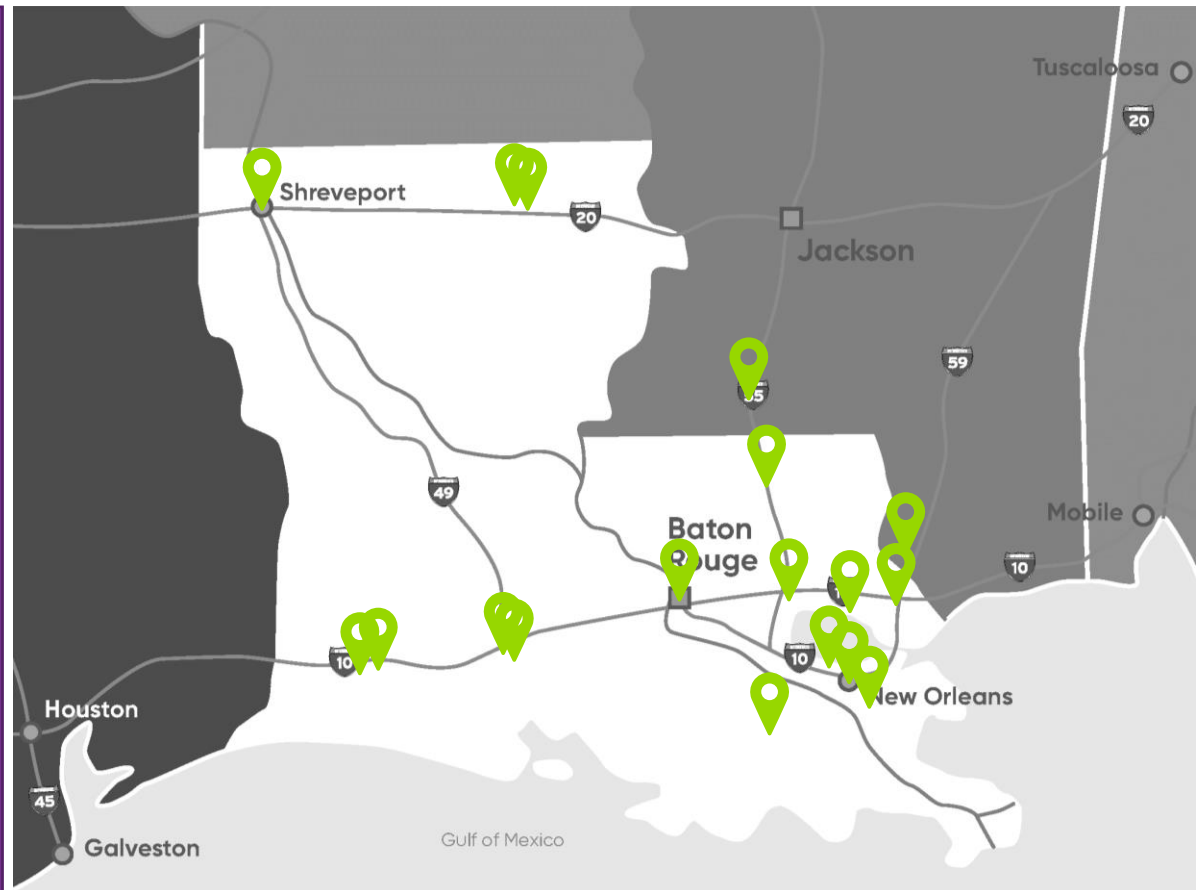 Tuscaloosa
20
Shreveport
20
Jackson
59
49
Mobile
Baton
Rouge
10
10
10
New Orleans
Houston
45
Galveston
Gulf of Mexico